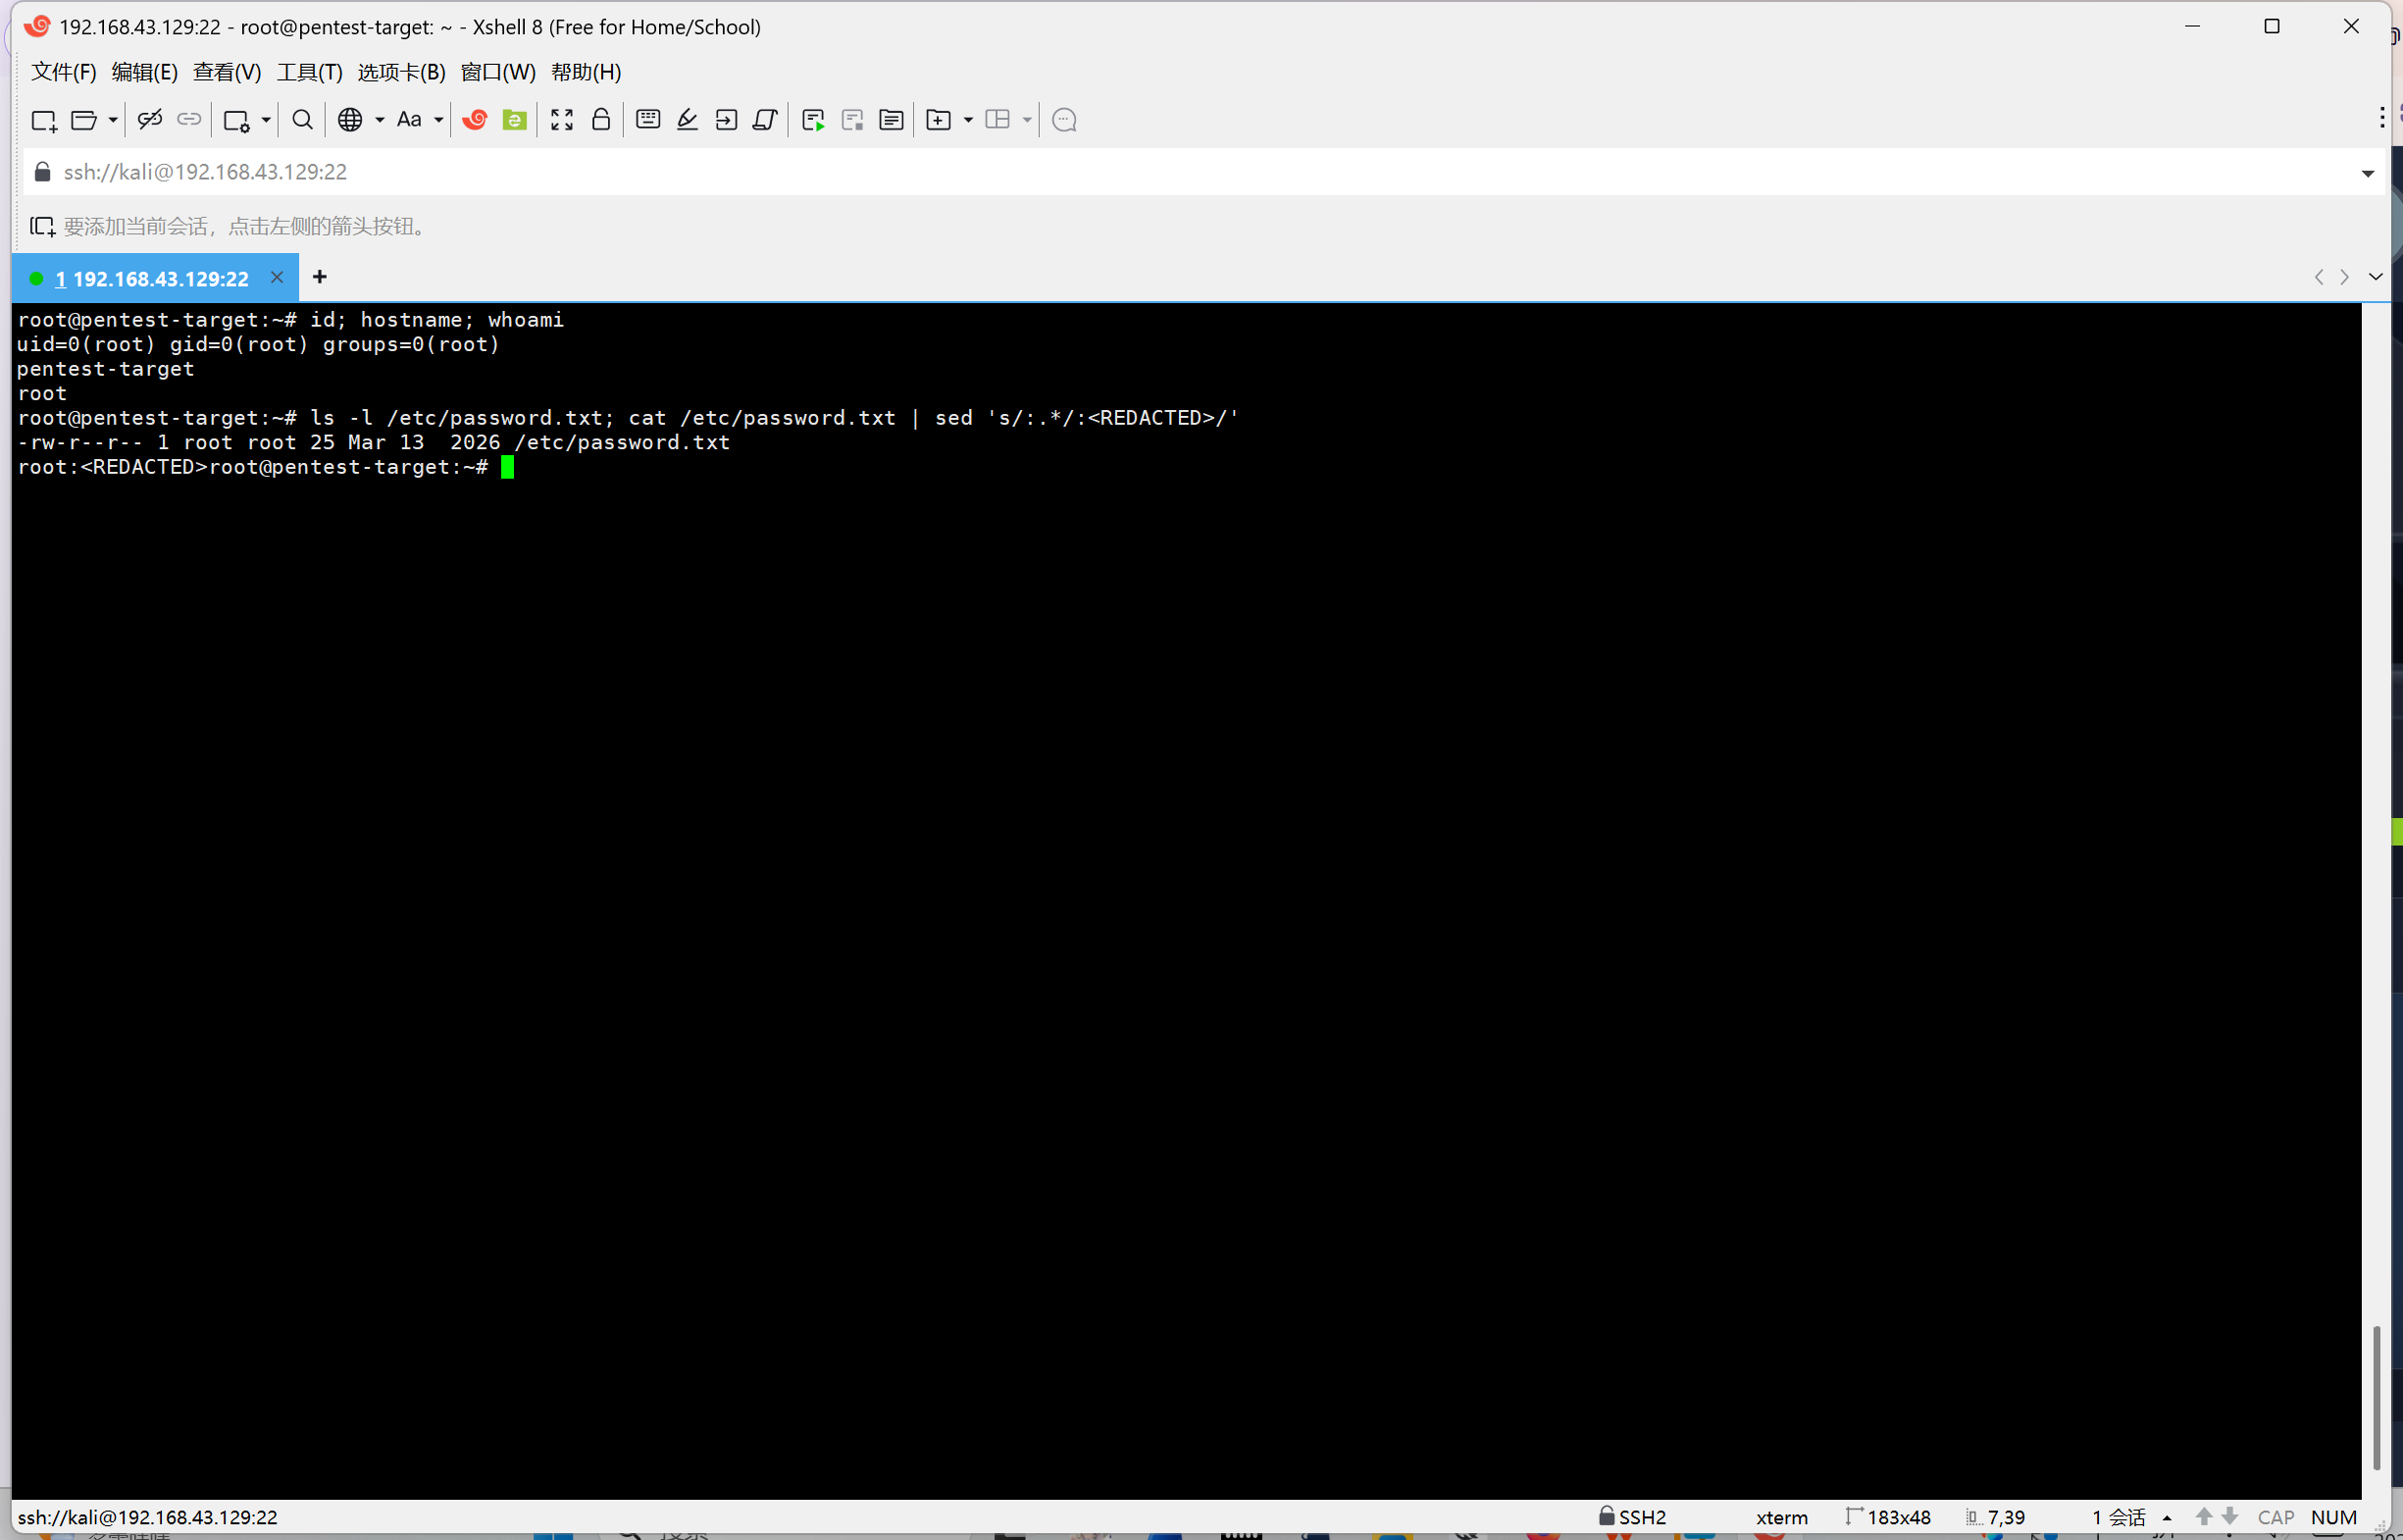 192.168.43.129:22 - root@pentest-target: ~ - Xshell 8 (Free for Home/School)
文件(F) 编辑(E) 查看(V) 工具(T) 选项卡(B) 窗口(W) 帮助(H)
Aa
ssh://kali@192.168.43.129:22
要添加当前会话，点击左侧的箭头按钮。
1 192.168.43.129:22
root@pentest-target:~# id; hostname; whoami
uid=0(root) gid=0(root) groups=0(root)
pentest-target
root
root@pentest-target:~# ls -l /etc/password.txt; cat /etc/password.txt | sed 's/:.*/:<REDACTED>/'
-rw-r--r-- 1 root root 25 Mar 13  2026 /etc/password.txt
root:<REDACTED>root@pentest-target:~#
ssh://kali@192.168.43.129:22 SSH2 xterm 183x48 7,39 1 会话 CAP NUM